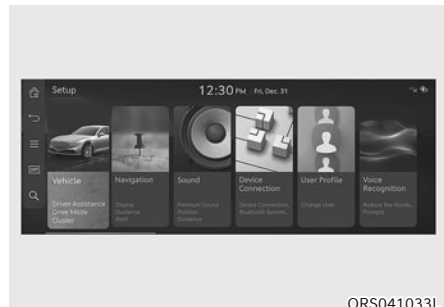 Setup
12:30 PM Fri, Dec. 31
OFF
Vehicle
Driver Assistance
Drive Mode
Cluster
Navigation
Display
Guidance
Alert
Sound
Premium Sound
Position
Guidance
Device
Connection
Device Connection...
Bluetooth System...
User Profile
Change User
Voice
Recognition
Reduce the Numb...
Prompts
ORS041033L